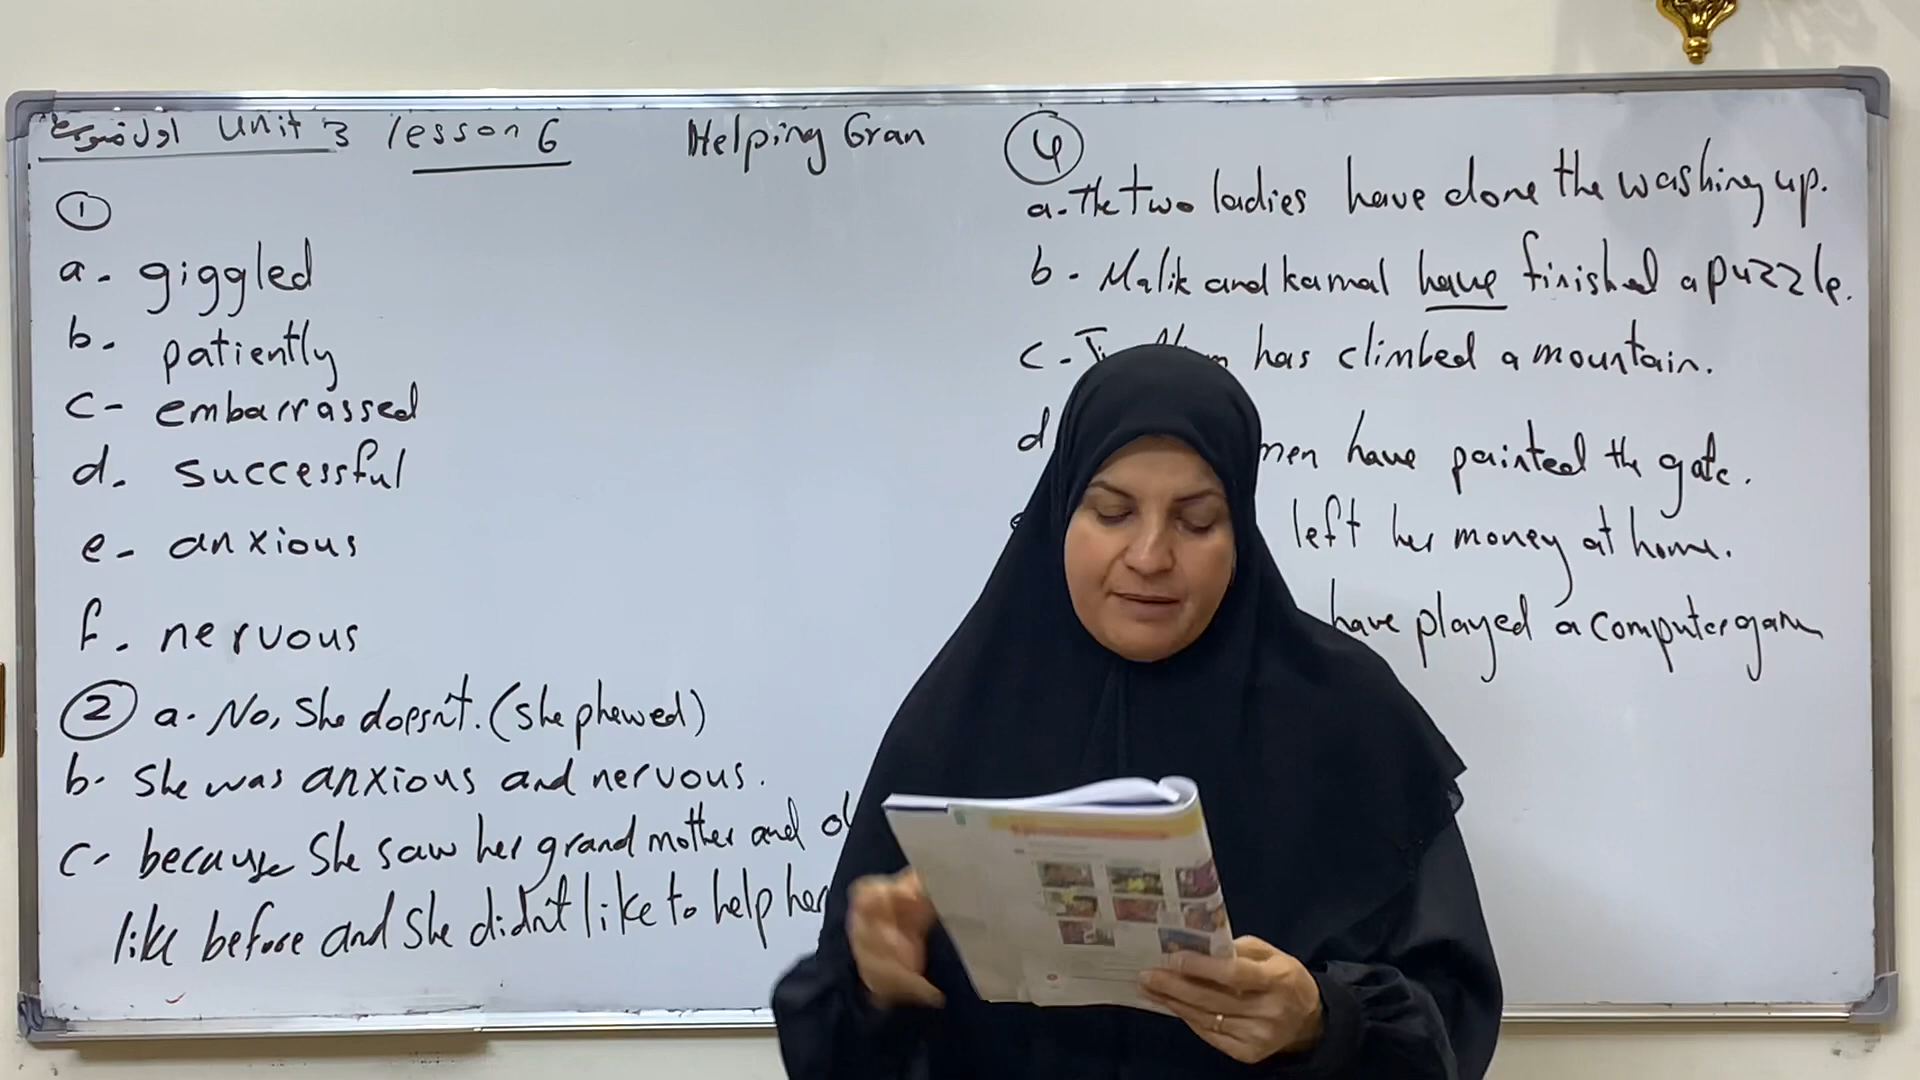 اول متوسط Unit 3 lesson 6 Helping Gran
1
a- giggled
b. patiently
c- embarrassed
d. successful
e- anxious
f. nervous
2 a. No, She doesn't. (she phewed)
b- She was anxious and nervous.
c- because She saw her grand mother and
like before and She didn't like to help her
4
a- The two ladies have done the washing up.
b- Malik and kamal have finished a puzzle.
c- has climbed a mountain.
d men have painted the gate.
left her money at home.
have played a computer game